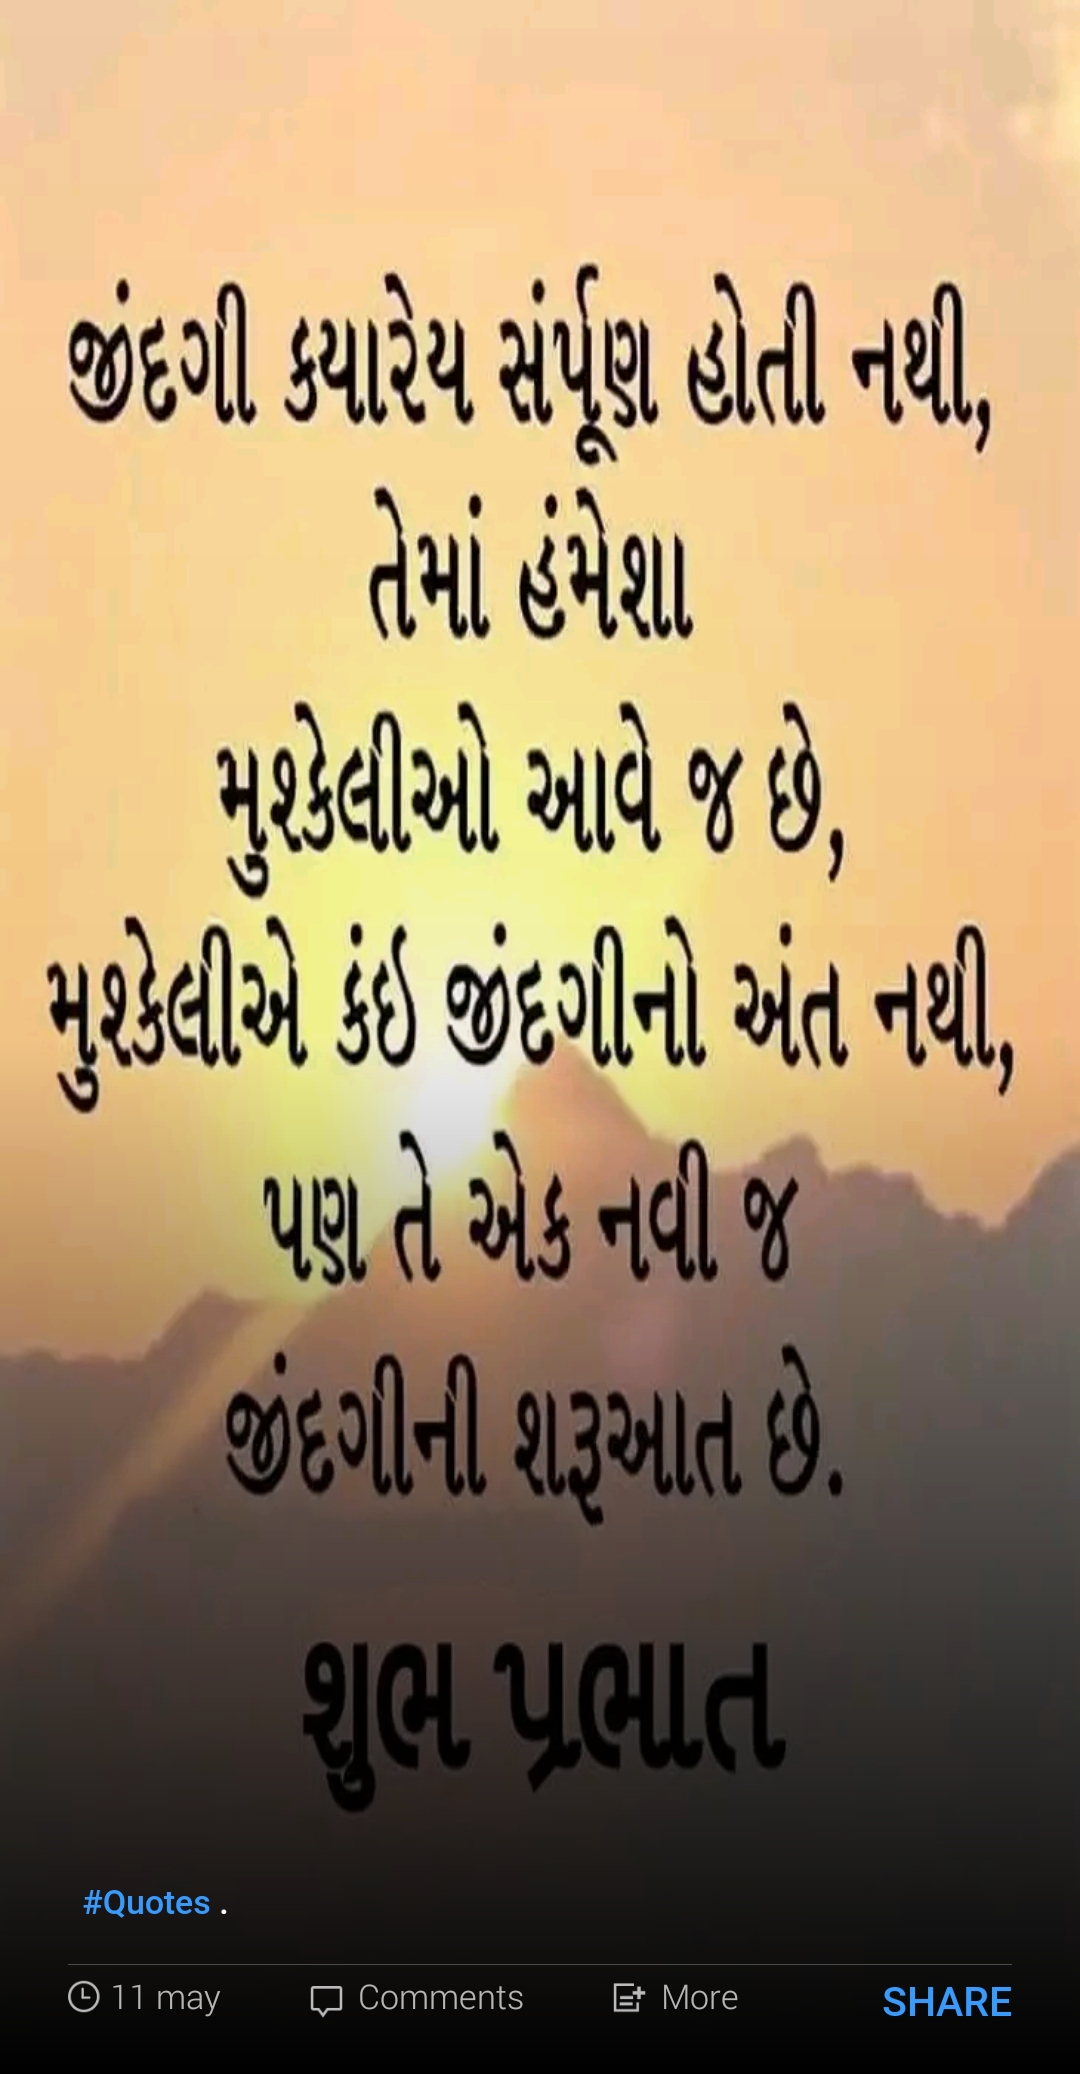 જીંદગી કયારેય સંર્પૂણ હોતી નથી,
તેમાં હંમેશા
મુશ્કેલીઓ આવે જ છે,
મુશ્કેલીએ કંઇ જીંદગીનો અંત નથી,
પણ તે એક નવી જ
જીંદગીની શરૂઆત છે.
શુભ પ્રભાત
#Quotes .
11 may Comments More SHARE